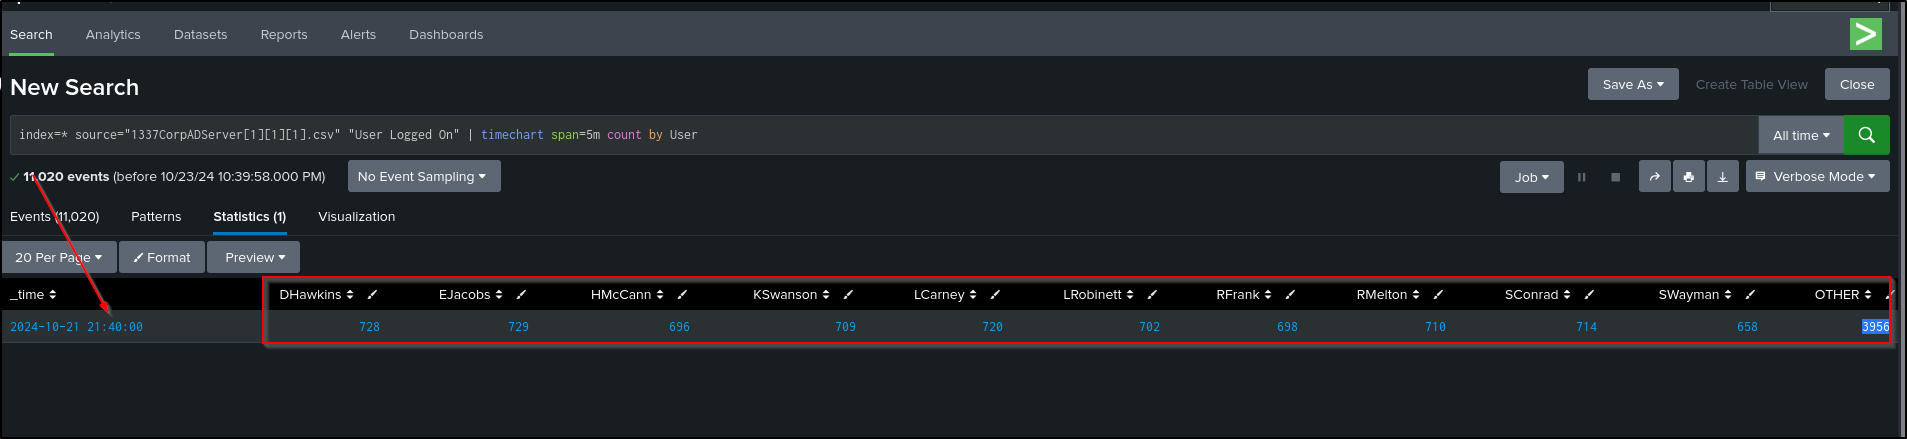 Search Analytics Datasets Reports Alerts Dashboards
New Search
Save As Create Table View Close
index=* source="1337CorpADServer[1][1][1].csv" "User Logged On" | timechart span=5m count by User
All time
11,020 events (before 10/23/24 10:39:58.000 PM) No Event Sampling Job Verbose Mode
Events (11,020) Patterns Statistics (1) Visualization
20 Per Page Format Preview
_time DHawkins EJacobs HMcCann KSwanson LCarney LRobinett RFrank RMelton SConrad SWayman OTHER
2024-10-21 21:40:00 728 729 696 709 720 702 698 710 714 658 3956